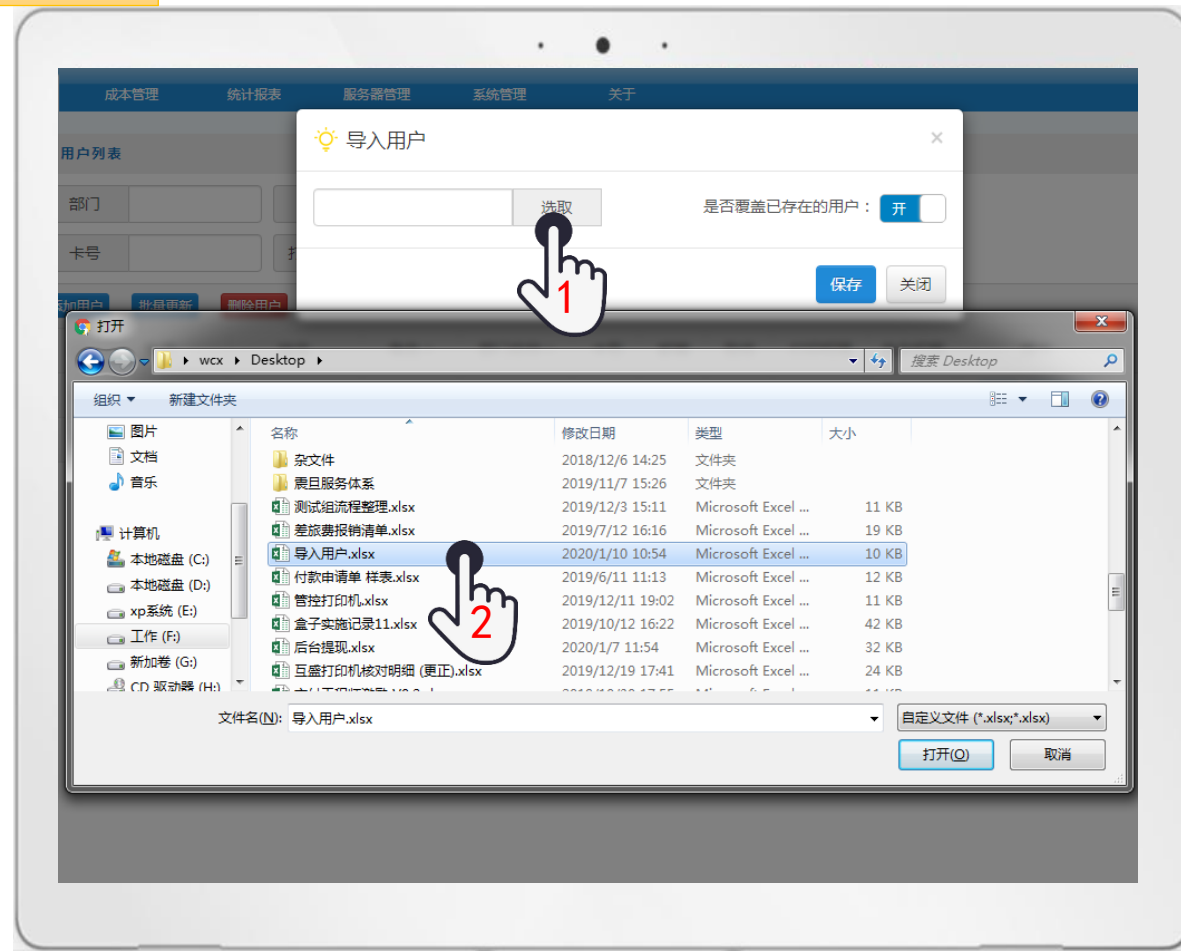 成本管理 统计报表 服务器管理 系统管理 关于
导入用户 ×
用户列表
部门
选取 是否覆盖已存在的用户： 开
卡号
1
保存 关闭
加用户 批量更新 删除用户
打开
wcx Desktop 搜索 Desktop
组织 新建文件夹
图片 名称 修改日期 类型 大小
文档 杂文件 2018/12/6 14:25 文件夹
音乐 震旦服务体系 2019/11/7 15:26 文件夹
测试组流程整理.xlsx 2019/12/3 15:11 Microsoft Excel ... 11 KB
计算机 差旅费报销清单.xlsx 2019/7/12 16:16 Microsoft Excel ... 19 KB
本地磁盘 (C:) 导入用户.xlsx 2020/1/10 10:54 Microsoft Excel ... 10 KB
本地磁盘 (D:) 付款申请单 样表.xlsx 2019/6/11 11:13 Microsoft Excel ... 12 KB
xp系统 (E:) 管控打印机.xlsx 2019/12/11 19:02 Microsoft Excel ... 11 KB
工作 (F:) 盒子实施记录11.xlsx 2019/10/12 16:22 Microsoft Excel ... 42 KB
2
新加卷 (G:) 后台提现.xlsx 2020/1/7 11:54 Microsoft Excel ... 32 KB
CD 驱动器 (H:) 互盛打印机核对明细 (更正).xlsx 2019/12/19 17:41 Microsoft Excel ... 24 KB
文件名(N): 导入用户.xlsx 自定义文件 (*.xlsx;*.xlsx)
打开(O) 取消